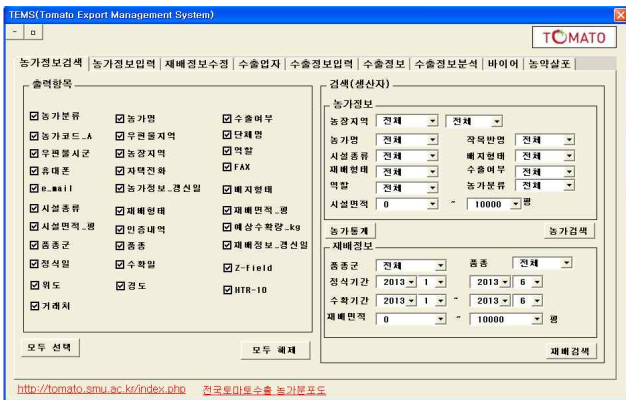 TEMS(Tomato Export Management System)
TOMATO
농가정보검색 농가정보입력 재배정보수정 수출업자 수출정보입력 수출정보 수출정보분석 바이어 농약살포
출력항목
농가분류 농가명 수출여부
농가코드_A 우편물지역 단체명
우편물시군 농장지역 역할
휴대폰 자택전화 FAX
e_mail 농가정보_갱신일 배지형태
시설종류 재배형태 재배면적_평
시설면적_평 인증내역 예상수확량_kg
품종군 품종 재배정보_갱신일
정식일 수확일 Z-Field
위도 경도 HTR-10
거래처
모두 선택 모두 해제
검색(생산자)
농가정보
농장지역 전체 전체
농가명 전체 작목반명 전체
시설종류 전체 배지형태 전체
재배형태 전체 수출여부 전체
역할 전체 농가분류 전체
시설면적 0 ~ 10000 평
농가통계 농가검색
재배정보
품종군 전체 품종 전체
정식기간 2013 1 2013 6
수확기간 2013 1 ~ 2013 6
재배면적 0 ~ 10000 평
재배검색
http://tomato.smu.ac.kr/index.php 전국토마토수출 농가분포도